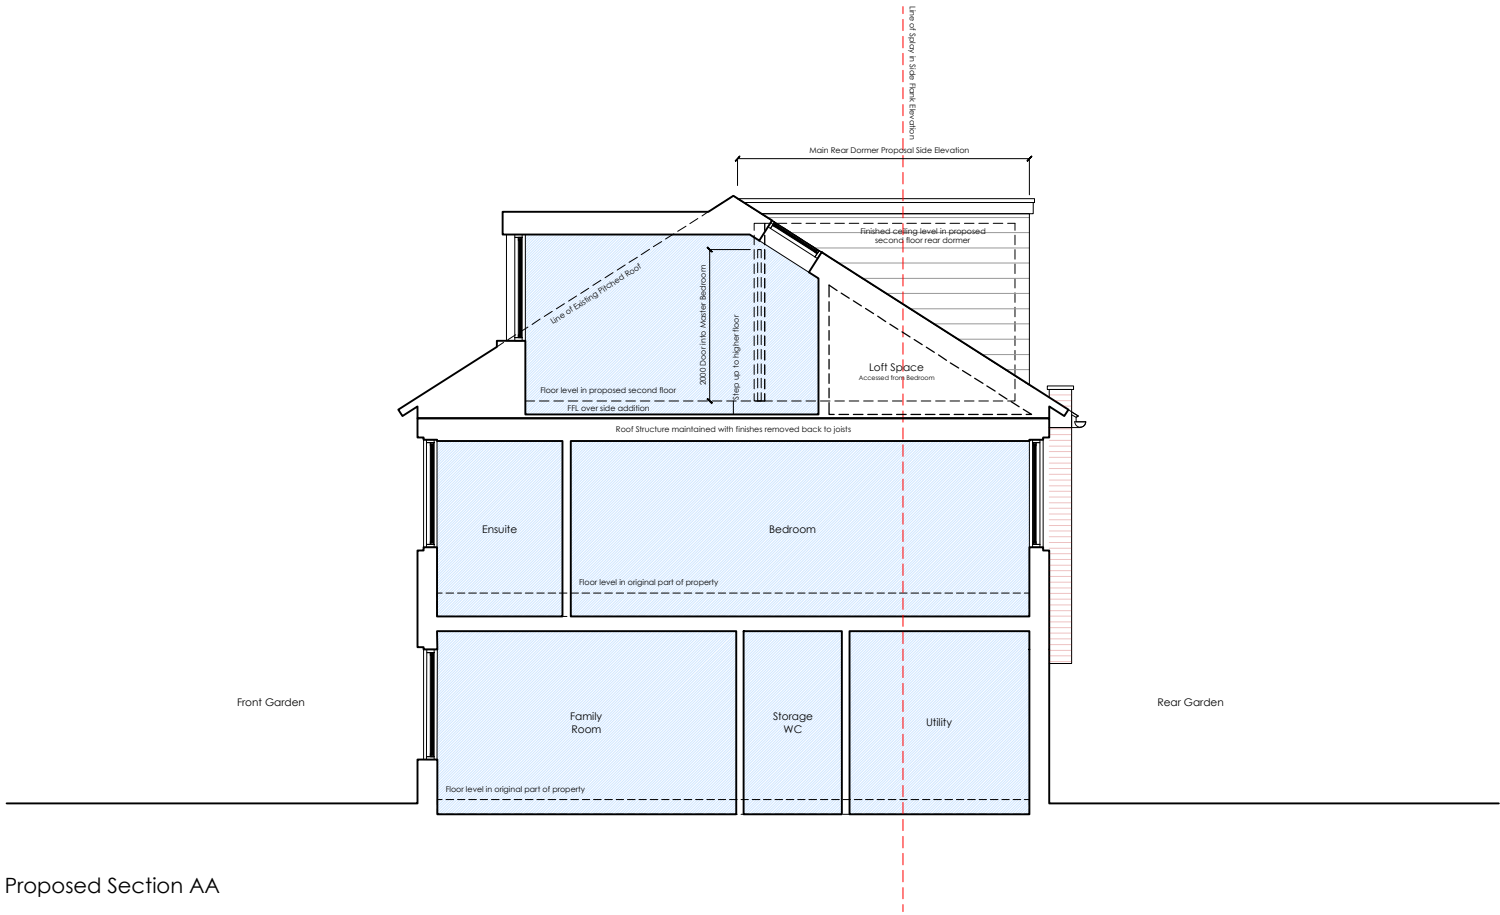 Line of Splay in Side Flank Elevation
Main Rear Dormer Proposal Side Elevation
Finished ceiling level in proposed
second floor rear dormer
Line of Existing Pitched Roof
2000 Door into Master Bedroom
Step up to higher floor
Loft Space
Accessed from Bedroom
Floor level in proposed second floor
FFL over side addition
Roof Structure maintained with finishes removed back to joists
Ensuite
Bedroom
Floor level in original part of property
Front Garden
Family
Room
Storage
WC
Utility
Rear Garden
Floor level in original part of property
Proposed Section AA